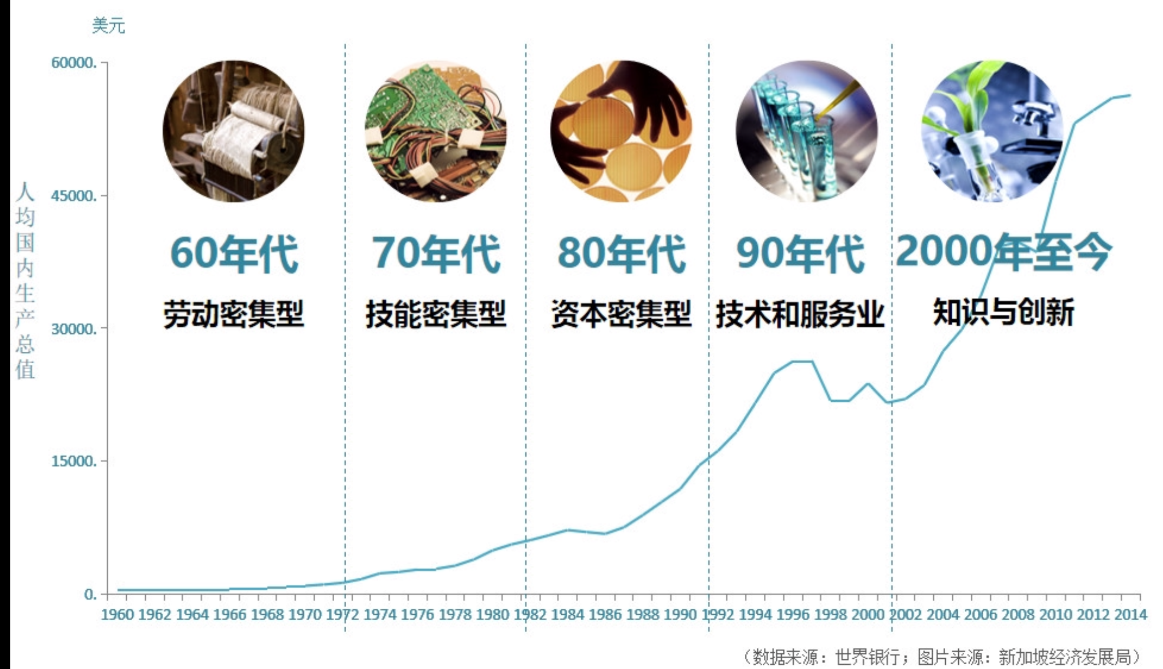 美元
60000.
45000.
30000.
15000.
0.
人均国内生产总值
60年代
70年代
80年代
90年代
2000年至今
劳动密集型
技能密集型
资本密集型
技术和服务业
知识与创新
1960 1962 1964 1966 1968 1970 1972 1974 1976 1978 1980 1982 1984 1986 1988 1990 1992 1994 1996 1998 2000 2002 2004 2006 2008 2010 2012 2014
（数据来源：世界银行；图片来源：新加坡经济发展局）